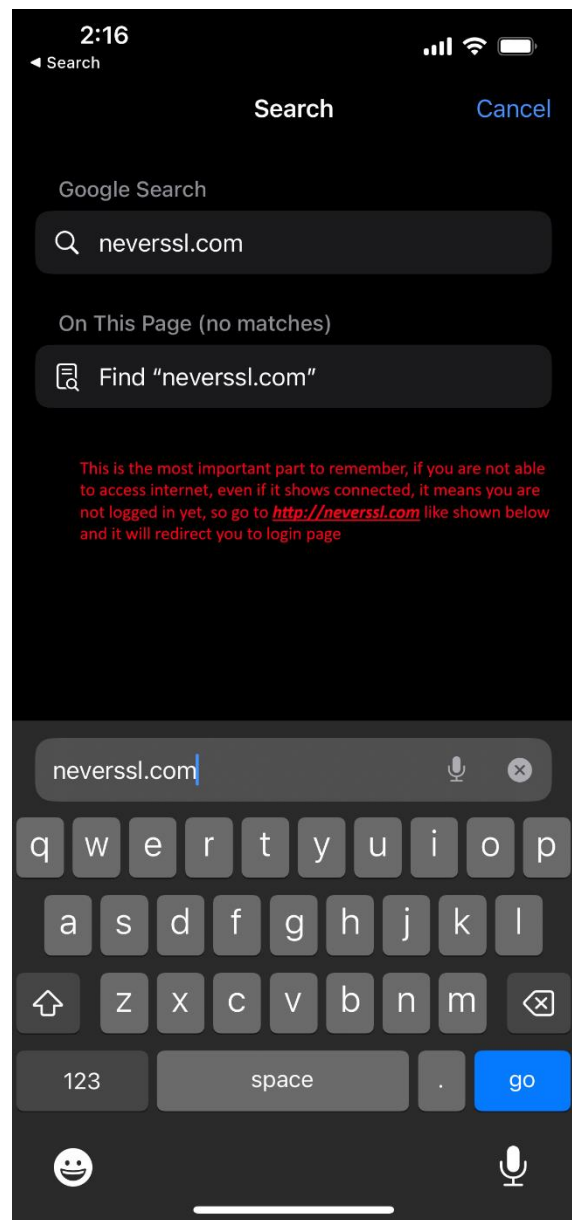 2:16
◀ Search
Search
Cancel
Google Search
neverssl.com
On This Page (no matches)
Find “neverssl.com”
This is the most important part to remember, if you are not able
to access internet, even if it shows connected, it means you are
not logged in yet, so go to http://neverssl.com like shown below
and it will redirect you to login page
neverssl.com
q w e r t y u i o p
a s d f g h j k l
z x c v b n m
123 space . go